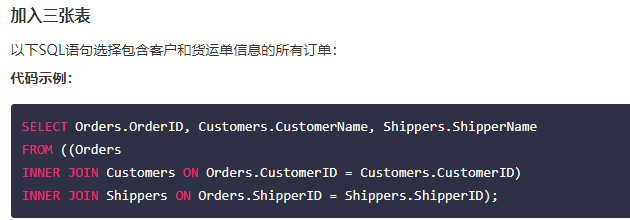 加入三张表
以下SQL语句选择包含客户和货运单信息的所有订单：
代码示例：
SELECT Orders.OrderID, Customers.CustomerName, Shippers.ShipperName
FROM ((Orders
INNER JOIN Customers ON Orders.CustomerID = Customers.CustomerID)
INNER JOIN Shippers ON Orders.ShipperID = Shippers.ShipperID);